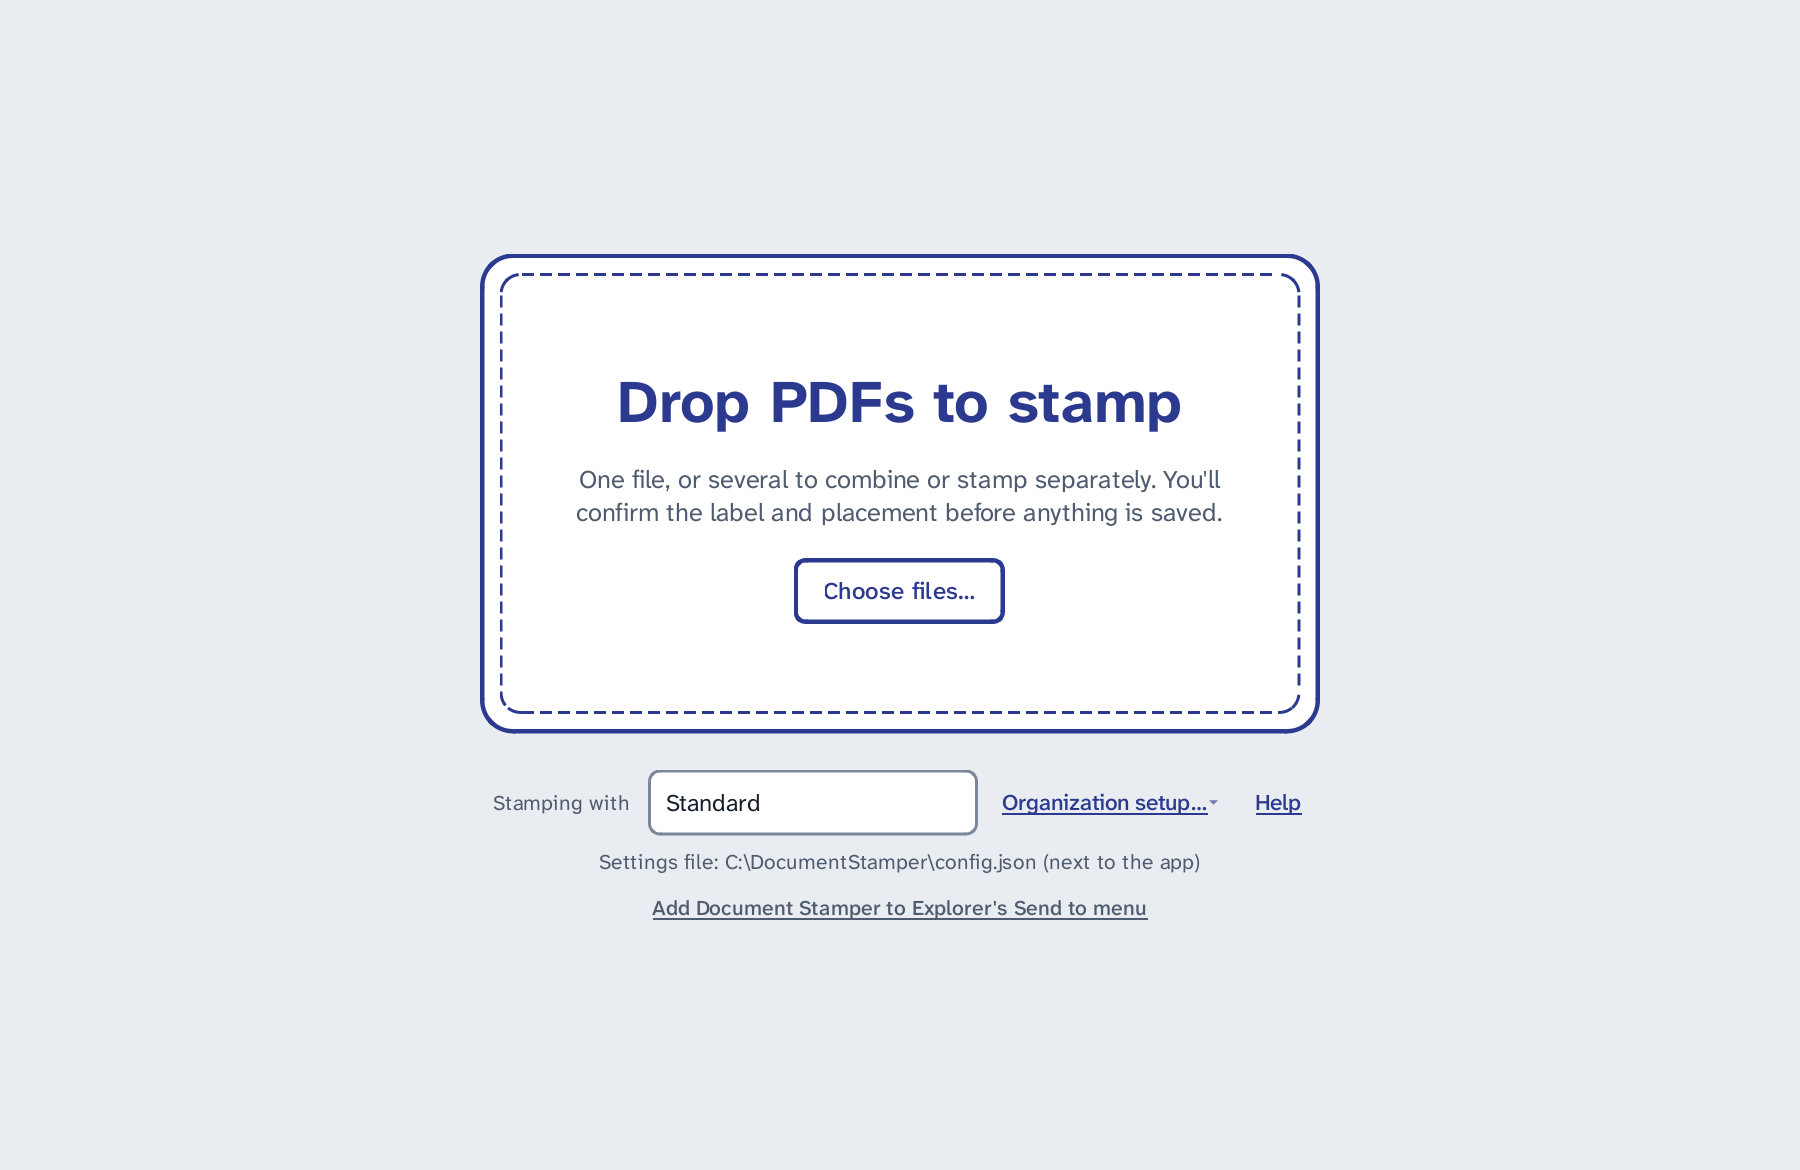 Drop PDFs to stamp
One file, or several to combine or stamp separately. You'll
confirm the label and placement before anything is saved.
Choose files...
Stamping with Standard Organization setup... Help
Settings file: C:\DocumentStamper\config.json (next to the app)
Add Document Stamper to Explorer's Send to menu